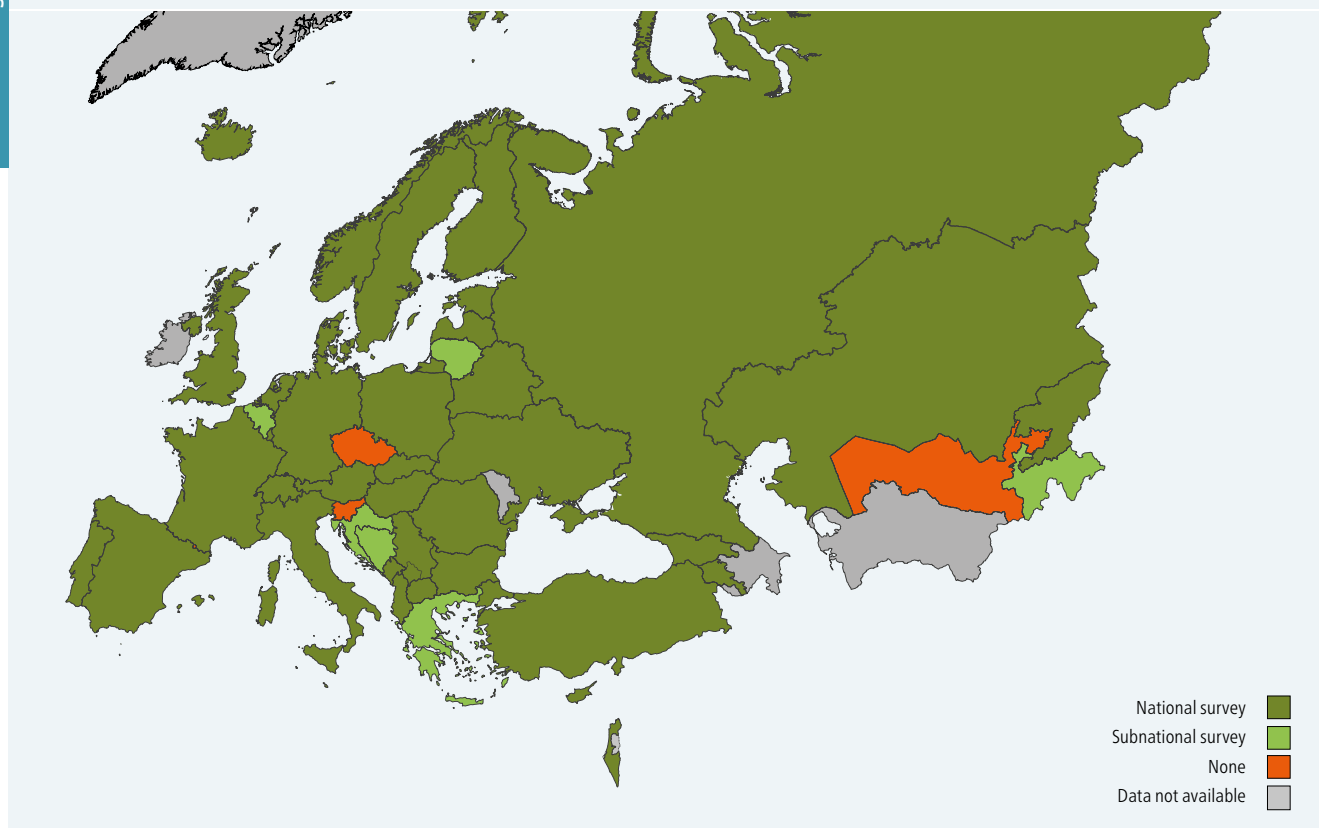 National survey
Subnational survey
None
Data not available